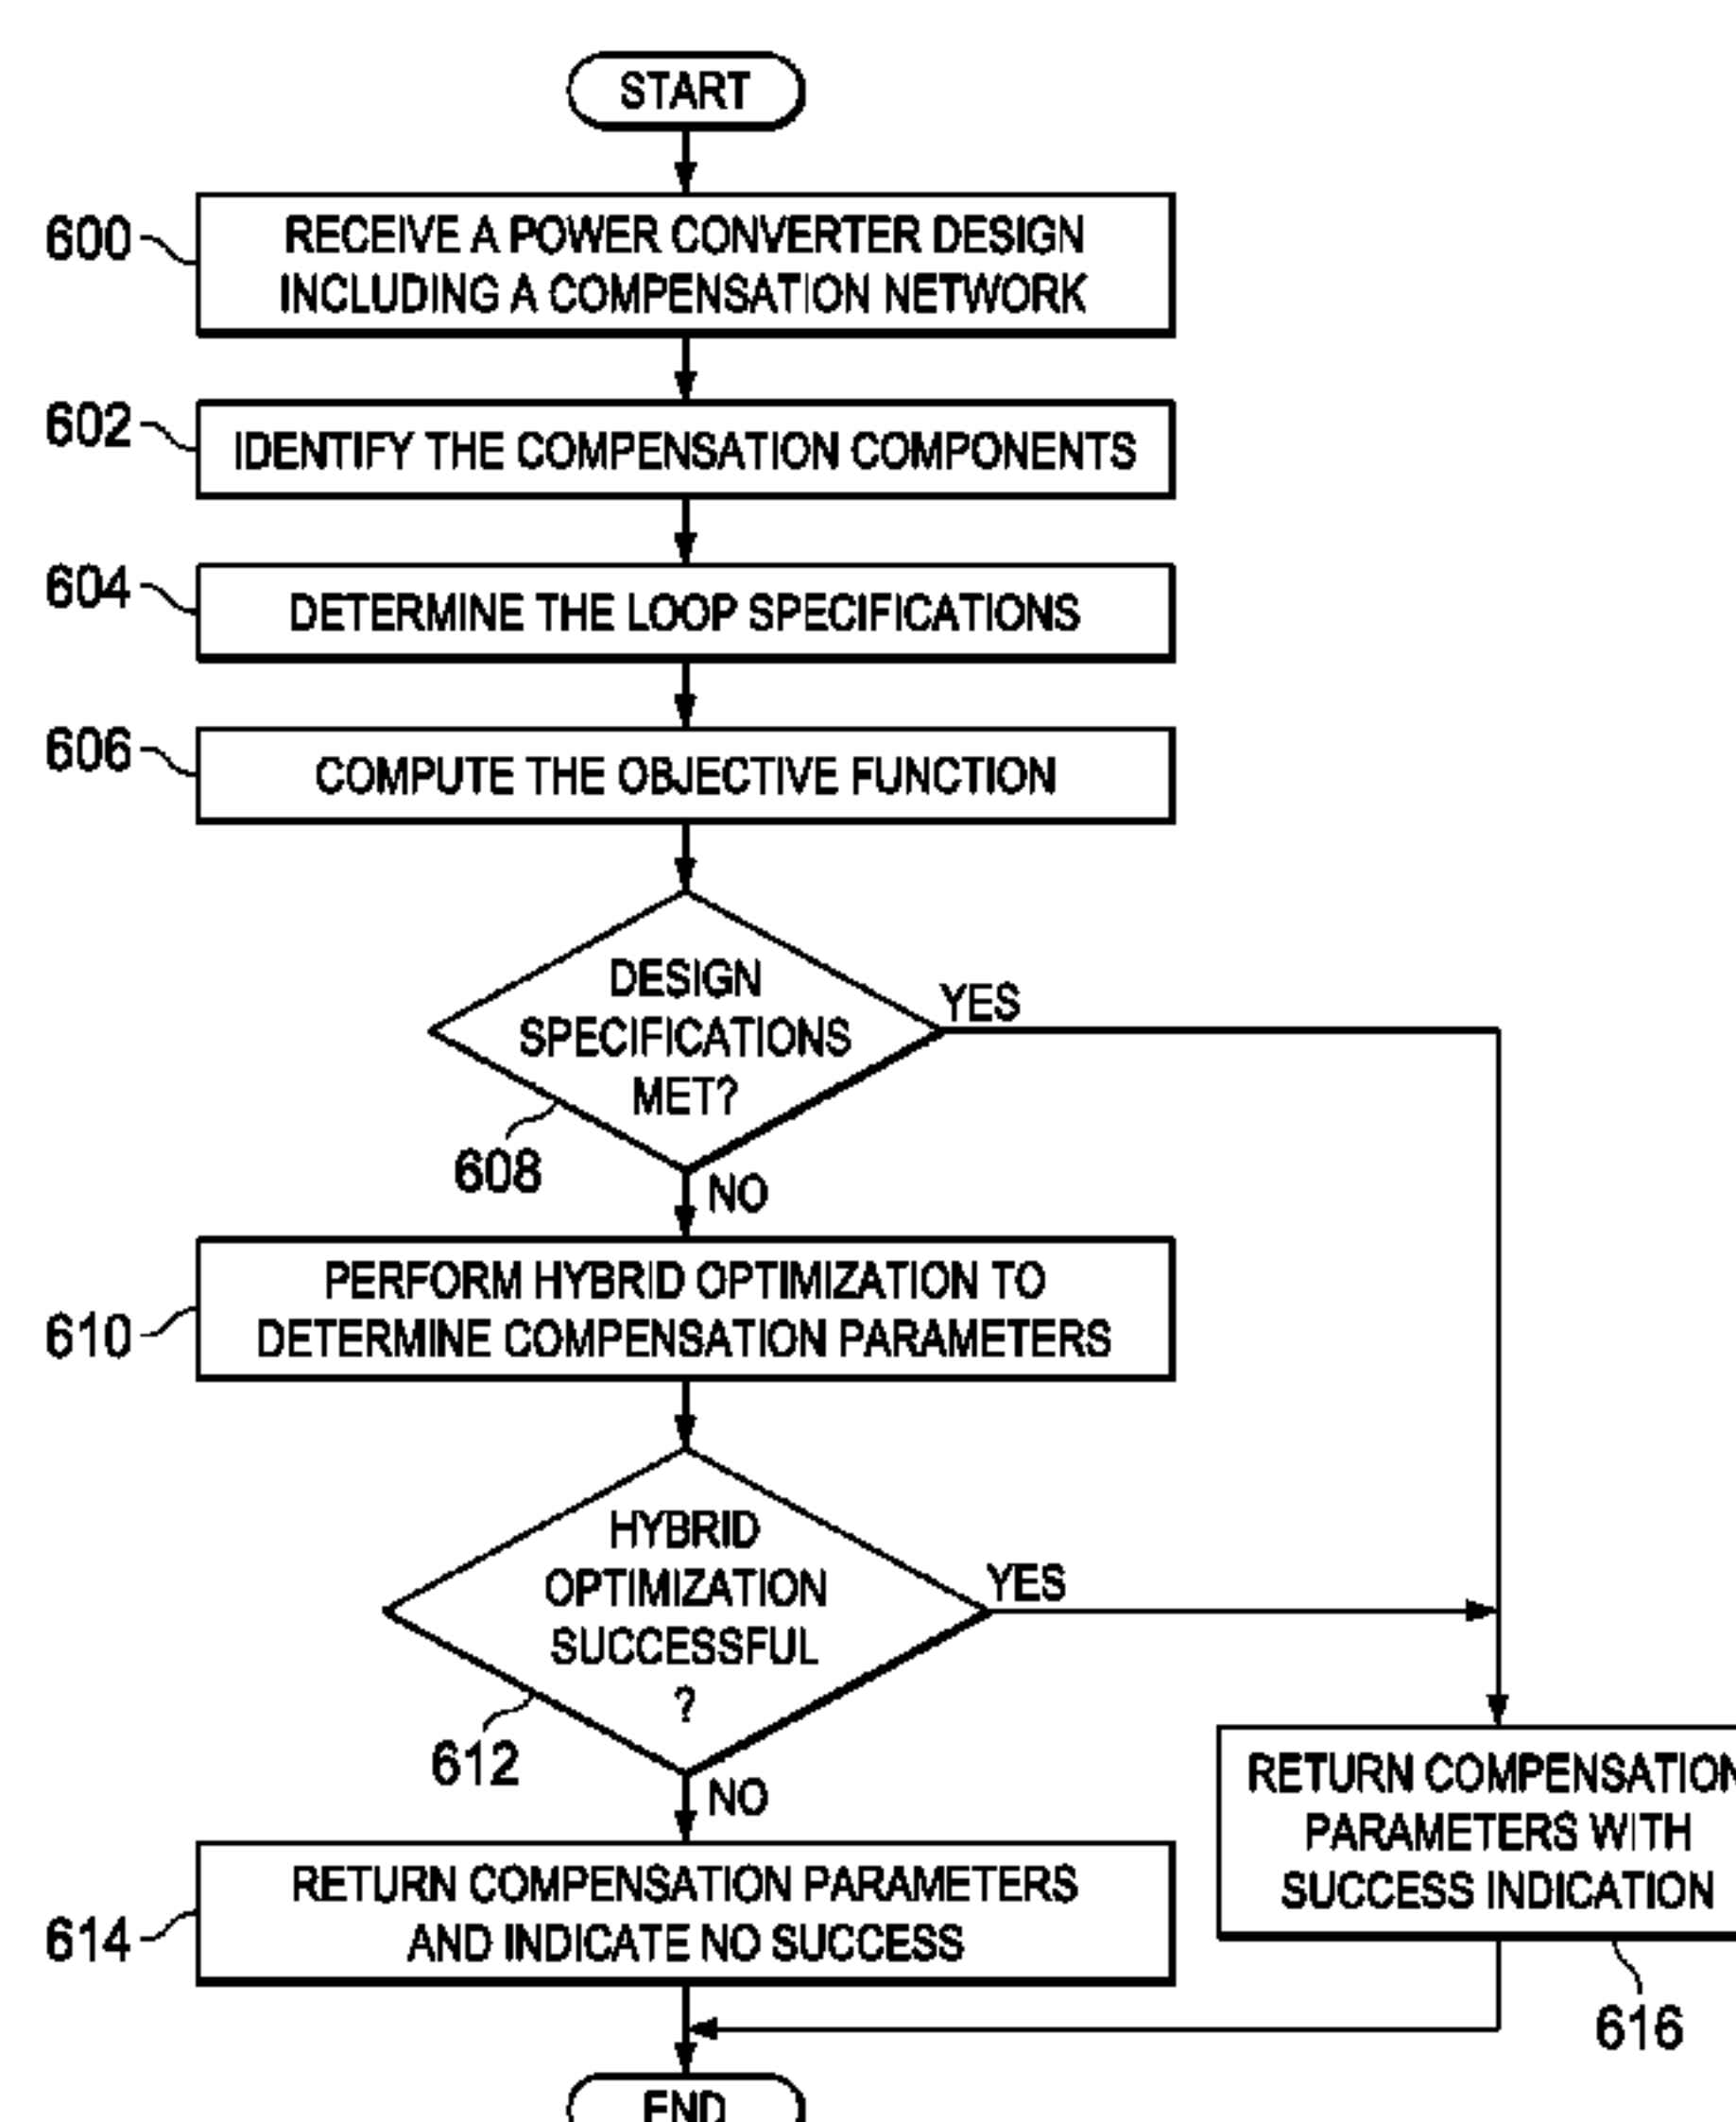 START
600
RECEIVE A POWER CONVERTER DESIGN
INCLUDING A COMPENSATION NETWORK
602
IDENTIFY THE COMPENSATION COMPONENTS
604
DETERMINE THE LOOP SPECIFICATIONS
606
COMPUTE THE OBJECTIVE FUNCTION
DESIGN
SPECIFICATIONS
MET?
YES
608
NO
610
PERFORM HYBRID OPTIMIZATION TO
DETERMINE COMPENSATION PARAMETERS
HYBRID
OPTIMIZATION
SUCCESSFUL
?
YES
612
NO
614
RETURN COMPENSATION PARAMETERS
AND INDICATE NO SUCCESS
RETURN COMPENSATION
PARAMETERS WITH
SUCCESS INDICATION
616
END